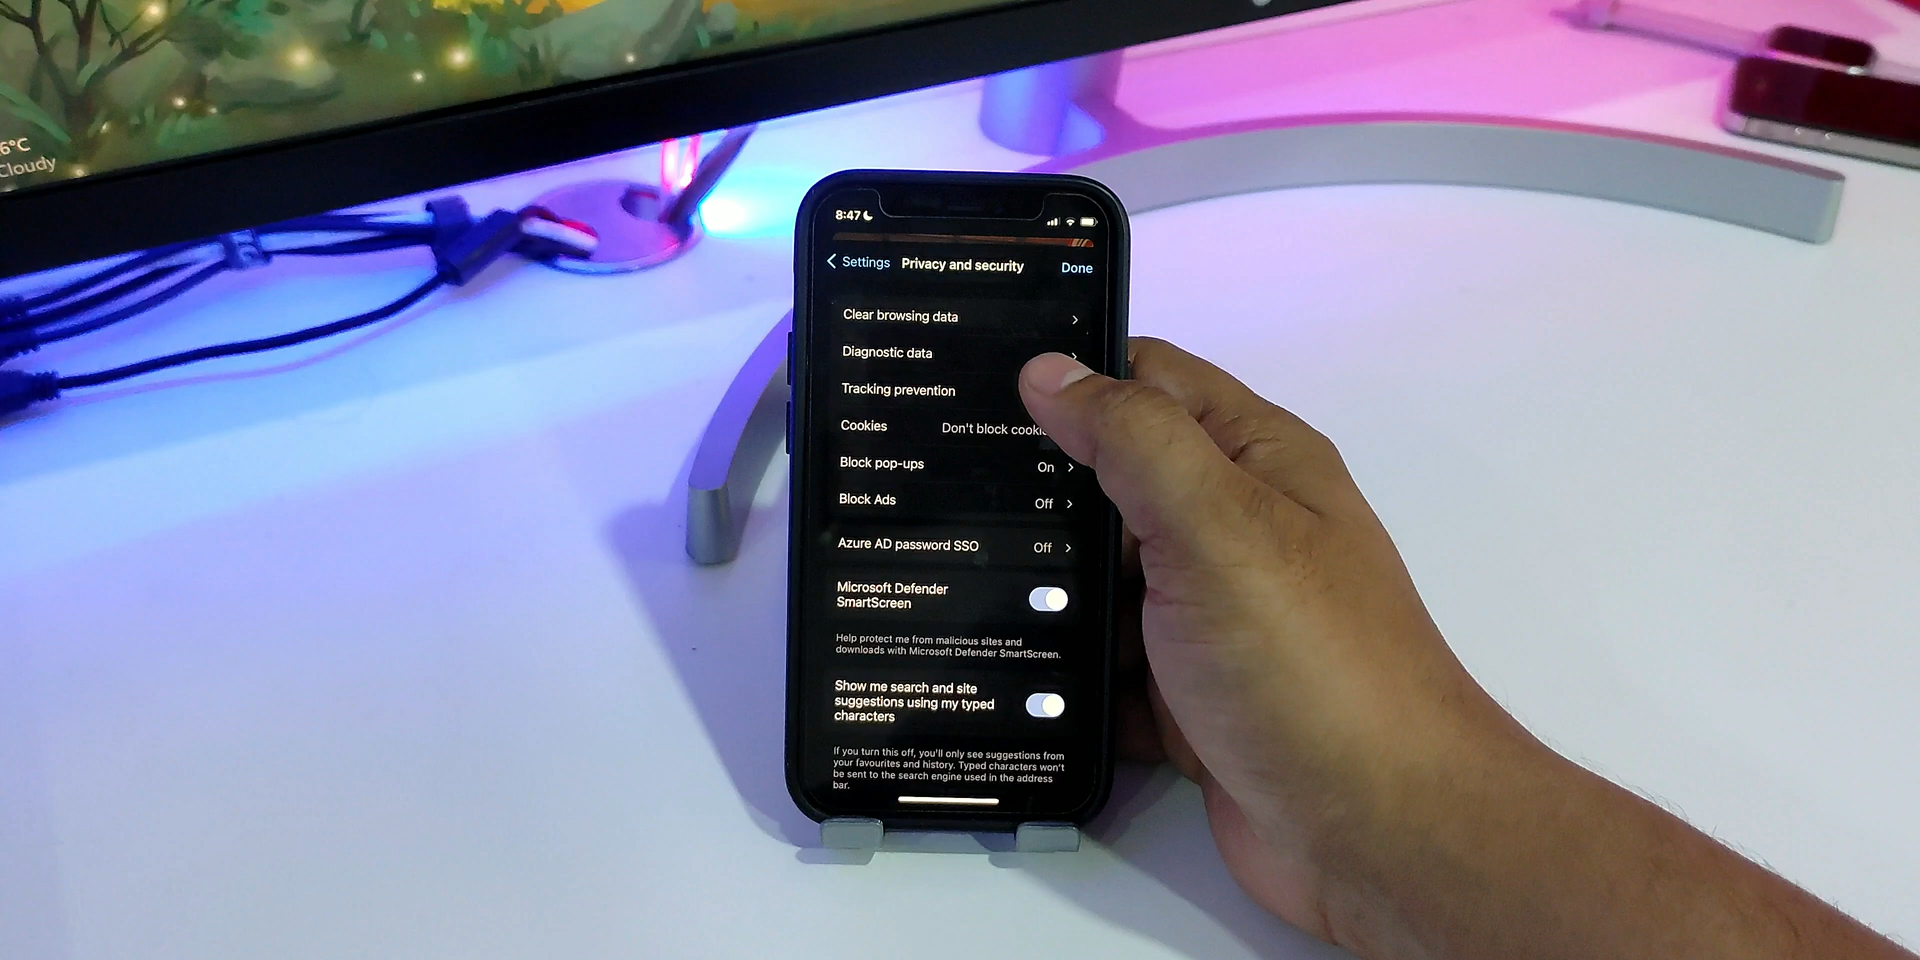 6°C
Cloudy
8:47
Settings Privacy and security Done
Clear browsing data
Diagnostic data
Tracking prevention
Cookies Don't block
Block pop-ups On
Block Ads Off
Azure AD password SSO Off
Microsoft Defender
SmartScreen
Help protect me from malicious sites and
downloads with Microsoft Defender SmartScreen.
Show me search and site
suggestions using my typed
characters
If you turn this off, you'll only see suggestions from
your favourites and history. Typed characters won't
be sent to the search engine used in the address
bar.